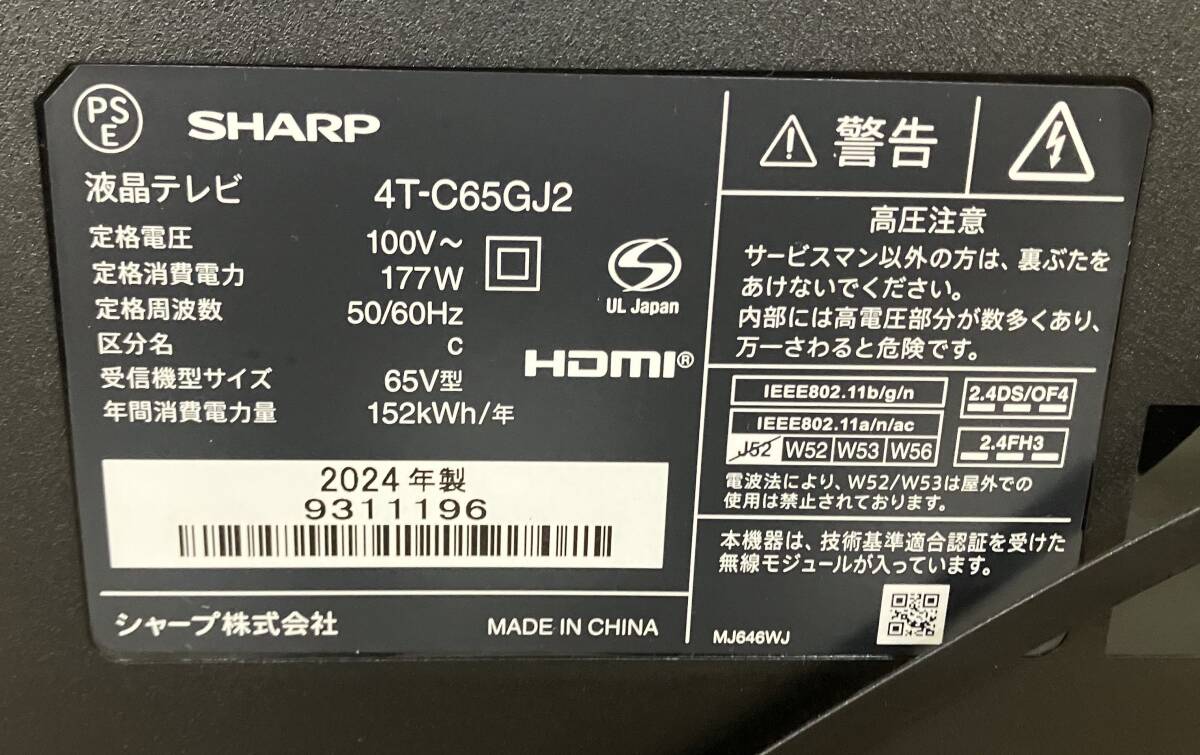 PS
E
SHARP
液晶テレビ 4T-C65GJ2
定格電圧 100V～
定格消費電力 177W
定格周波数 50/60Hz
区分名 C
受信機型サイズ 65V型
年間消費電力量 152kWh/年
S
UL Japan
HDMI®
2024年製
9311196
シャープ株式会社 MADE IN CHINA
警告
高圧注意
サービスマン以外の方は、裏ぶたを
あけないでください。
内部には高電圧部分が数多くあり、
万一さわると危険です。
IEEE802.11b/g/n
IEEE802.11a/n/ac
J52 W52 W53 W56
2.4DS/OF4
2.4FH3
電波法により、W52/W53は屋外での
使用は禁止されております。
本機器は、技術基準適合認証を受けた
無線モジュールが入っています。
MJ646WJ